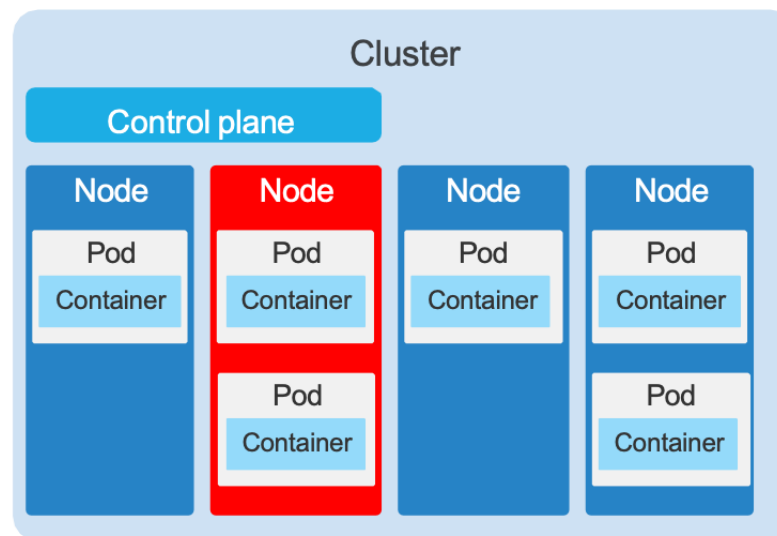 Cluster
Control plane
Node
Node
Node
Node
Pod
Container
Pod
Container
Pod
Container
Pod
Container
Pod
Container
Pod
Container